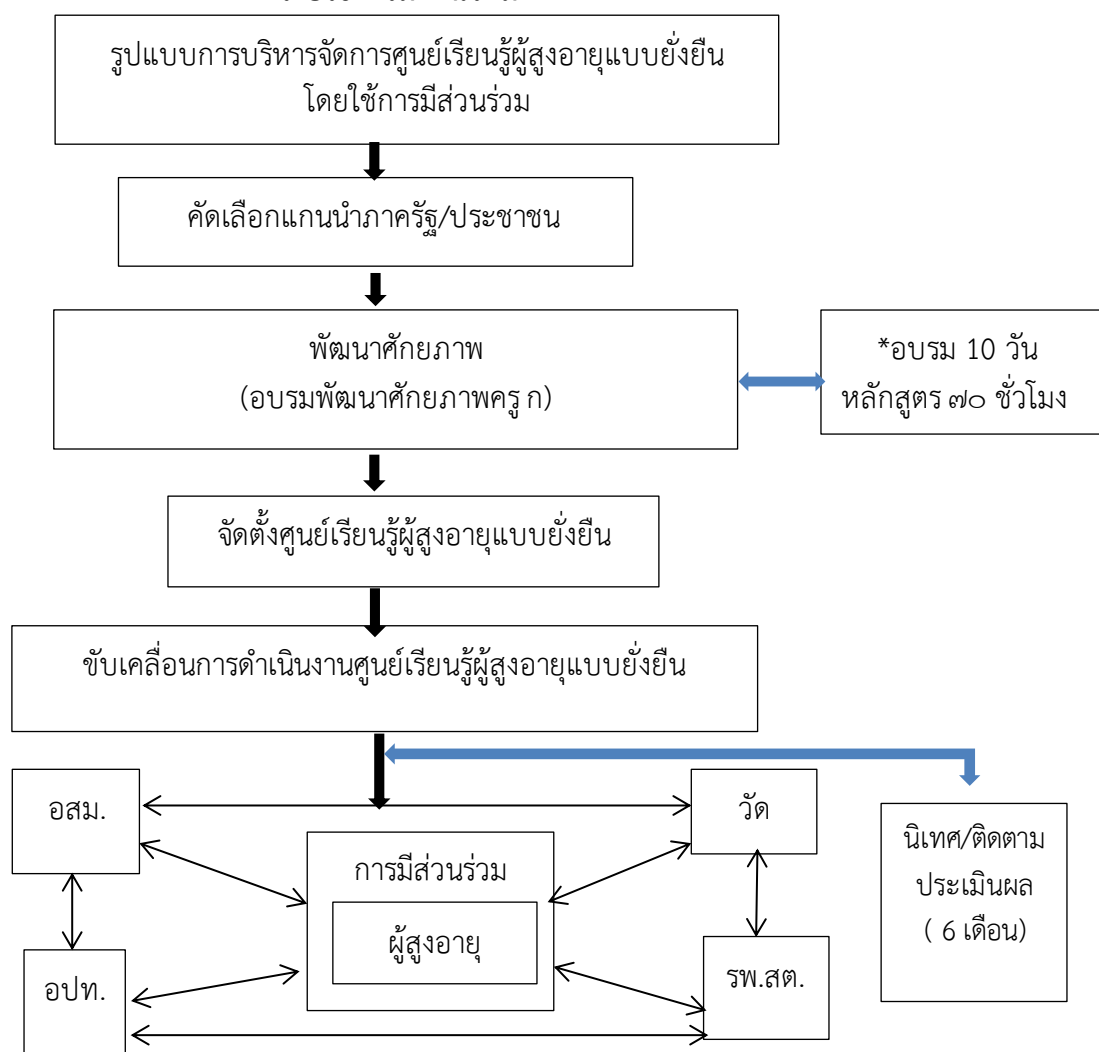 รูปแบบการบริหารจัดการศูนย์เรียนรู้ผู้สูงอายุแบบยั่งยืน
โดยใช้การมีส่วนร่วม
คัดเลือกแกนนำภาครัฐ/ประชาชน
พัฒนาศักยภาพ
(อบรมพัฒนาศักยภาพครู ก)
*อบรม 10 วัน
หลักสูตร ๗๐ ชั่วโมง
จัดตั้งศูนย์เรียนรู้ผู้สูงอายุแบบยั่งยืน
ขับเคลื่อนการดำเนินงานศูนย์เรียนรู้ผู้สูงอายุแบบยั่งยืน
อสม.
วัด
การมีส่วนร่วม
ผู้สูงอายุ
อปท.
รพ.สต.
นิเทศ/ติดตาม
ประเมินผล
( 6 เดือน)